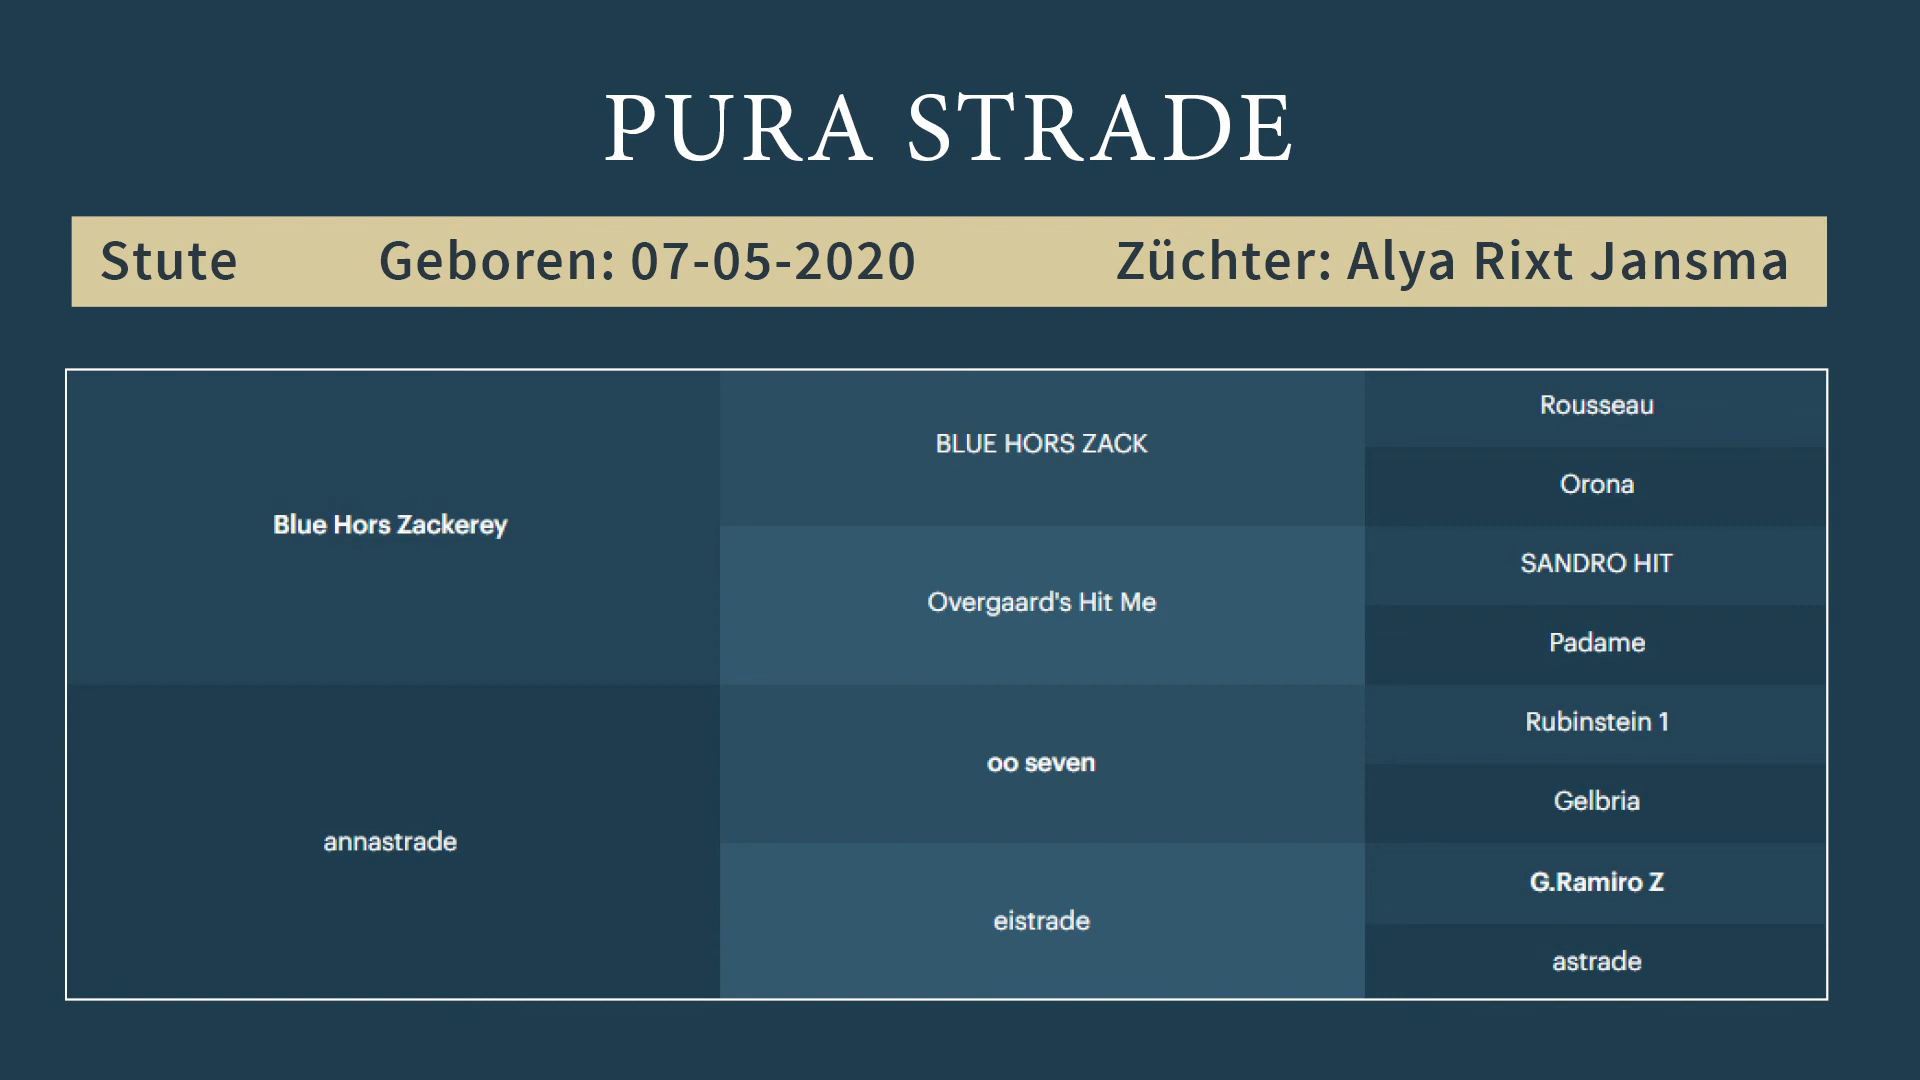 PURA STRADE
Stute Geboren: 07-05-2020 Züchter: Alya Rixt Jansma
Blue Hors Zackerey
annastrade
BLUE HORS ZACK
Overgaard's Hit Me
oo seven
eistrade
Rousseau
Orona
SANDRO HIT
Padame
Rubinstein 1
Gelbria
G.Ramiro Z
astrade